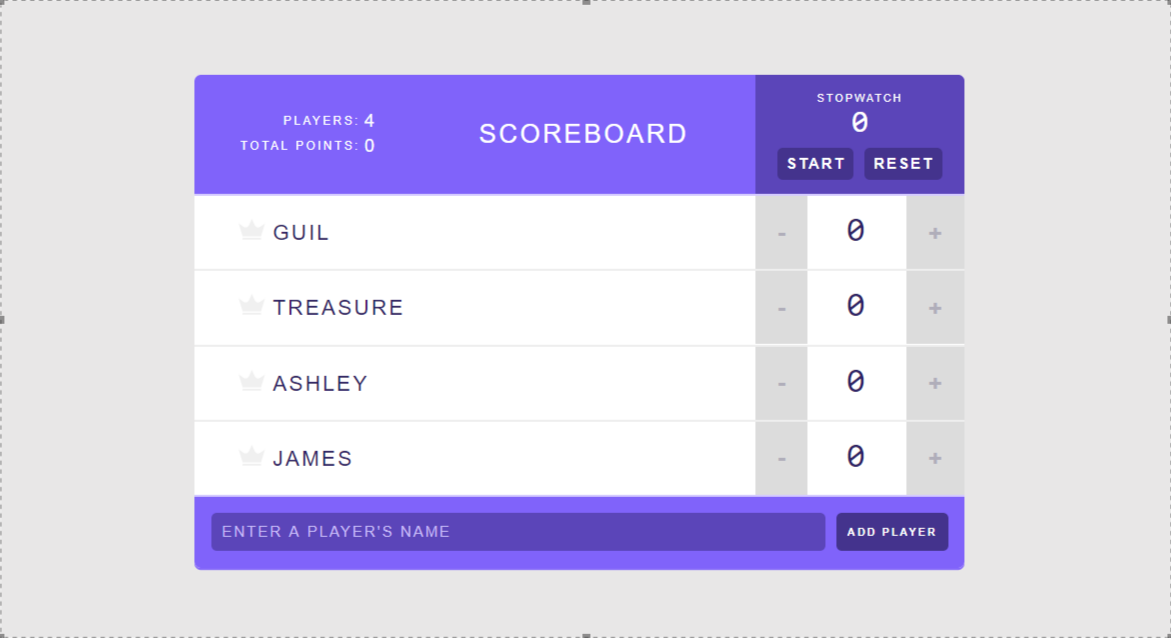 PLAYERS: 4
TOTAL POINTS: 0
SCOREBOARD
STOPWATCH
0
START RESET
GUIL - 0 +
TREASURE - 0 +
ASHLEY - 0 +
JAMES - 0 +
ENTER A PLAYER'S NAME ADD PLAYER